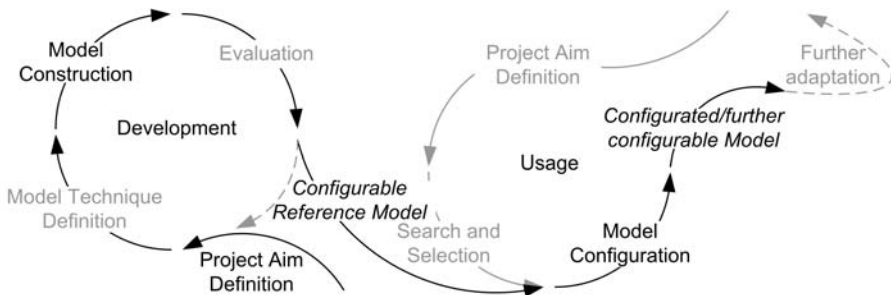 Model
Construction
Evaluation
Development
Model Technique
Definition
Project Aim
Definition
Configurable
Reference Model
Project Aim
Definition
Further
adaptation
Configurated/further
configurable Model
Usage
Search and
Selection
Model
Configuration